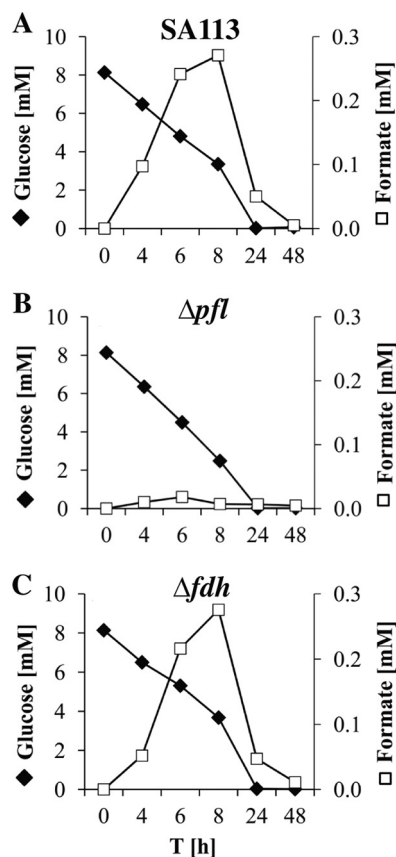 A
SA113
Glucose [mM]
10
8
6
4
2
0
0.3
0.2
0.1
0.0
Formate [mM]
0 4 6 8 24 48
B
Δpfl
Glucose [mM]
10
8
6
4
2
0
0.3
0.2
0.1
0.0
Formate [mM]
0 4 6 8 24 48
C
Δfdh
Glucose [mM]
10
8
6
4
2
0
0.3
0.2
0.1
0.0
Formate [mM]
0 4 6 8 24 48
T [h]